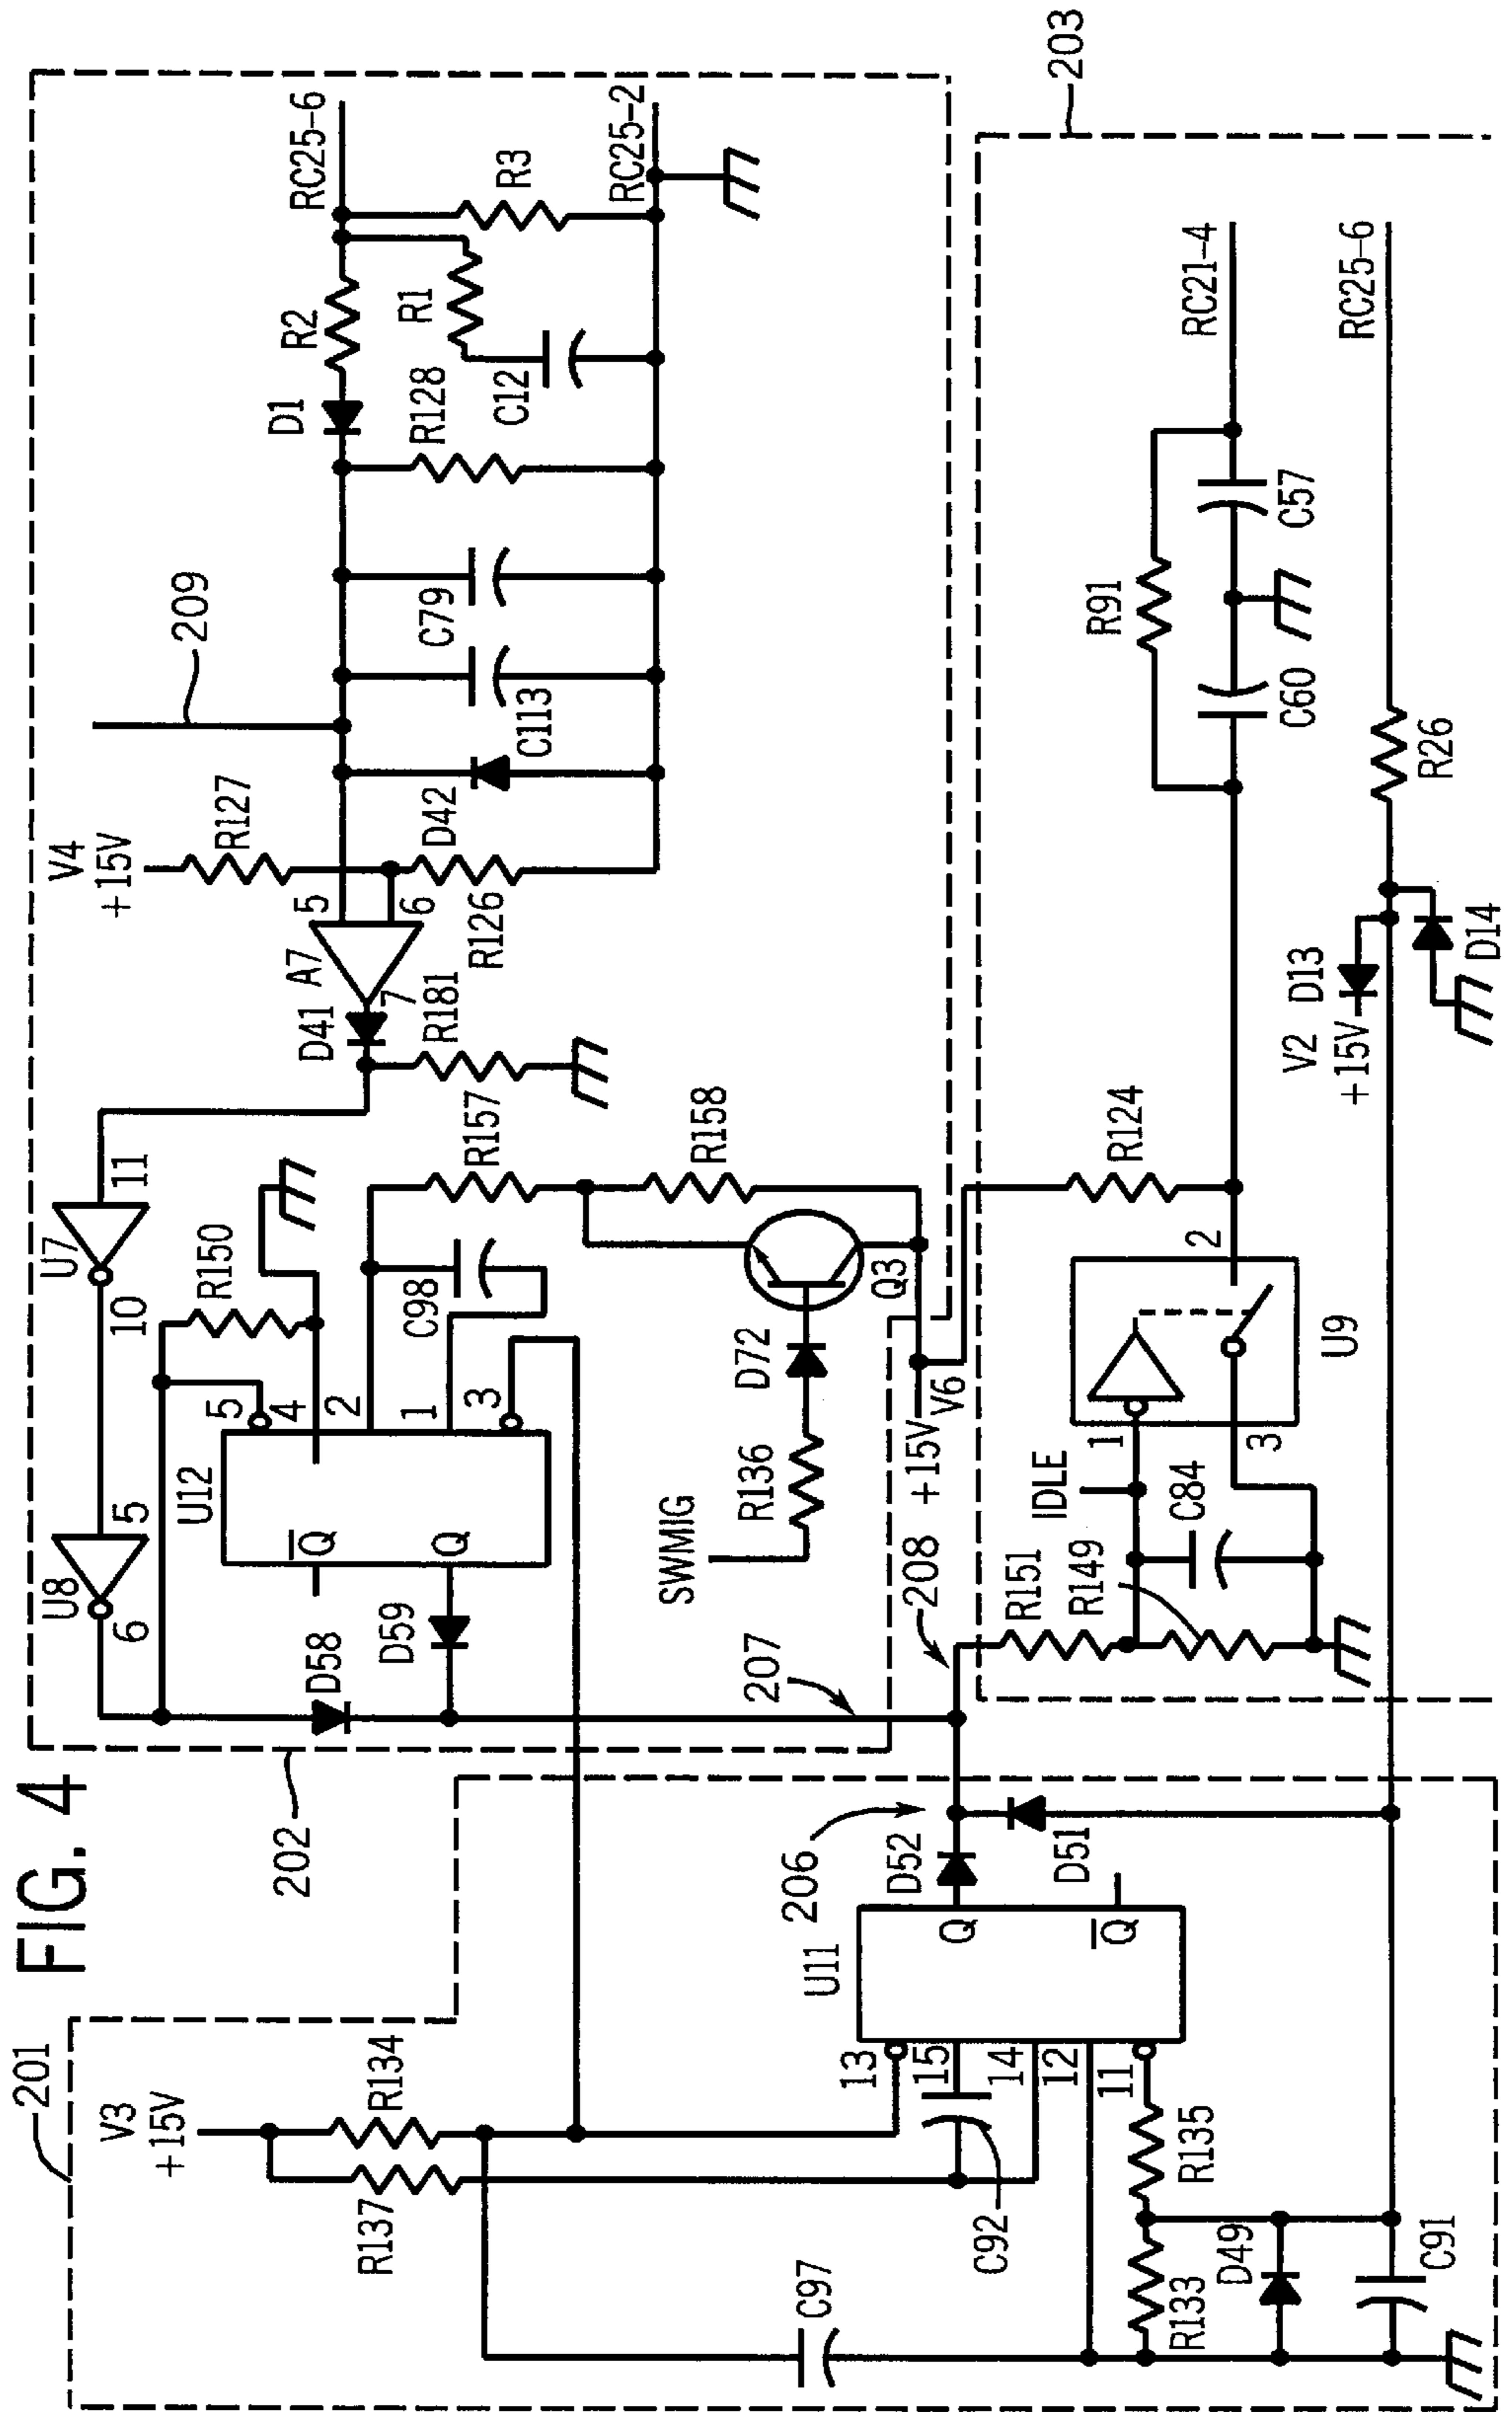 FIG. 4
201
202
203
206
207
208
209
V4
+15V
R127
D42
R126
C113
C79
R128
C12
R1
R2
D1
R3
RC25-6
RC25-2
A7
5
6
7
D41
R181
U7
11
10
U8
5
6
R150
U12
Q
Q
5
4
2
1
3
D58
D59
C98
R157
R158
Q3
D72
R136
SWMIG
+15V
V6
R124
RC21-4
RC25-6
R91
C57
C60
R26
V2
+15V
D13
D14
U9
1
2
3
IDLE
C84
R151
R149
V3
+15V
R134
R137
C97
C92
U11
Q
Q
13
15
14
12
11
D52
D51
R135
R133
D49
C91